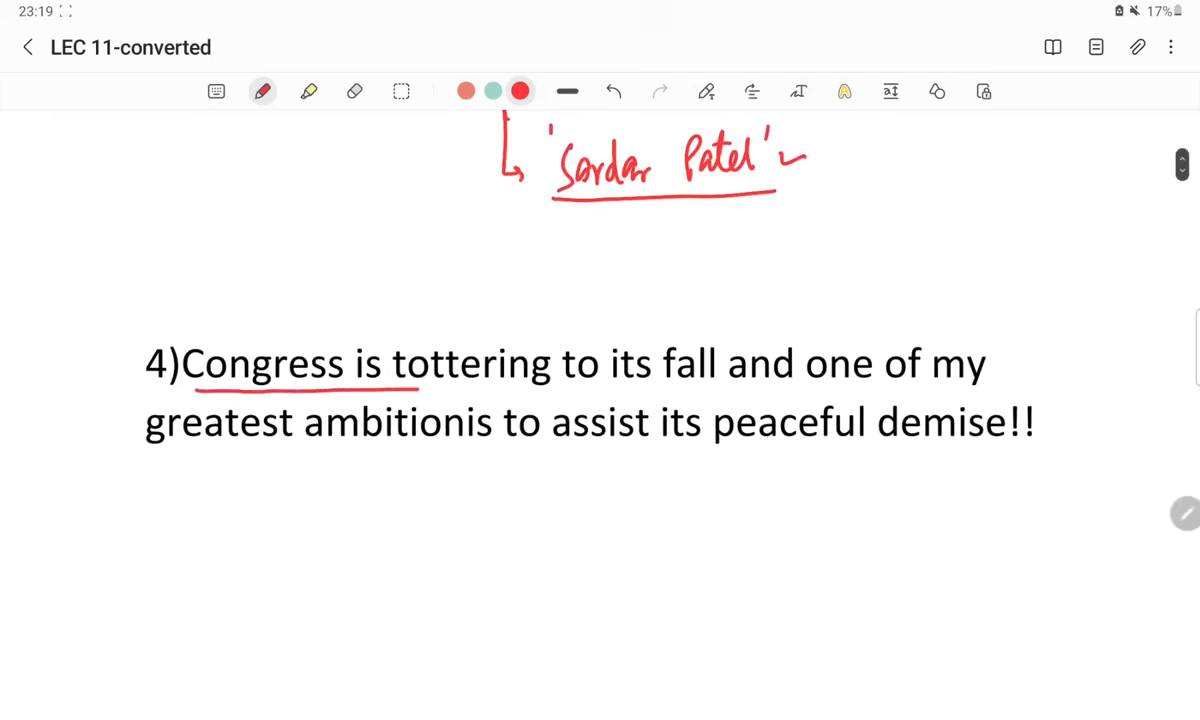 23:19
17%
LEC 11-converted
'Sardar Patel'
4)Congress is tottering to its fall and one of my
greatest ambitionis to assist its peaceful demise!!